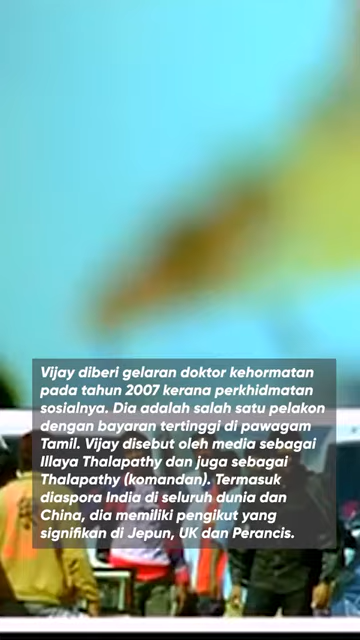 Vijay diberi gelaran doktor kehormatan
pada tahun 2007 kerana perkhidmatan
sosialnya. Dia adalah salah satu pelakon
dengan bayaran tertinggi di pawagam
Tamil. Vijay disebut oleh media sebagai
Illaya Thalapathy dan juga sebagai
Thalapathy (komandan). Termasuk
diaspora India di seluruh dunia dan
China, dia memiliki pengikut yang
signifikan di Jepun, UK dan Perancis.